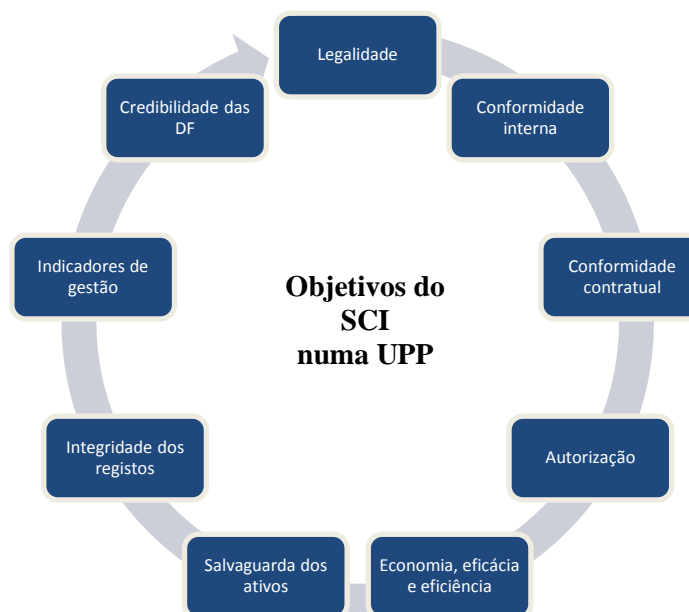 Legalidade
Conformidade
interna
Conformidade
contratual
Autorização
Economia, eficácia
e eficiência
Salvaguarda dos
ativos
Integridade dos
registos
Indicadores de
gestão
Credibilidade das
DF
Objetivos do
SCI
numa UPP